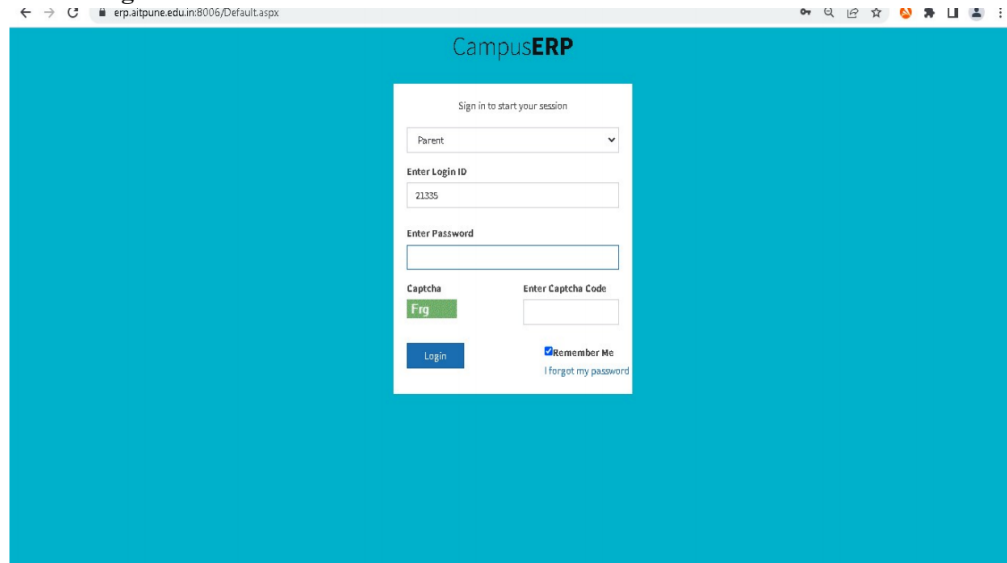 erp.aitpune.edu.in:8006/Default.aspx
CampusERP
Sign in to start your session
Parent
Enter Login ID
21335
Enter Password
Captcha
Enter Captcha Code
Frg
Login
Remember Me
I forgot my password